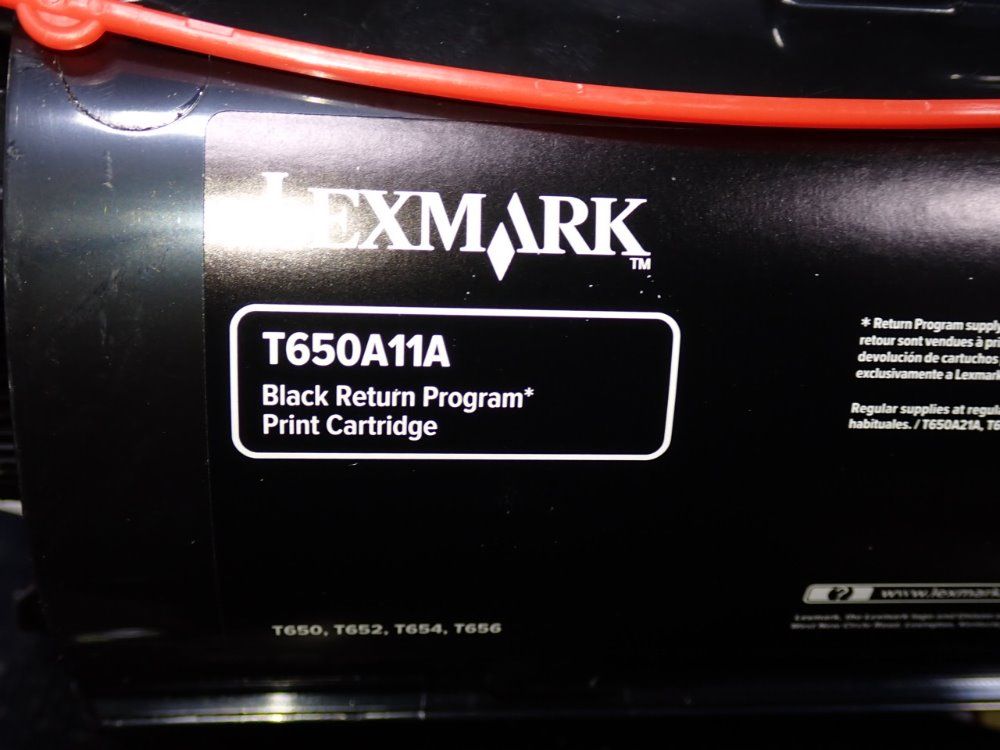 LEXMARK™
T650A11A
Black Return Program*
Print Cartridge
* Return Program supply
retour sont vendues à pri
devolución de cartuchos
exclusivamente a Lexmark
Regular supplies at regul
habituales. / T650A21A, T6
www.lexmark
T650, T652, T654, T656